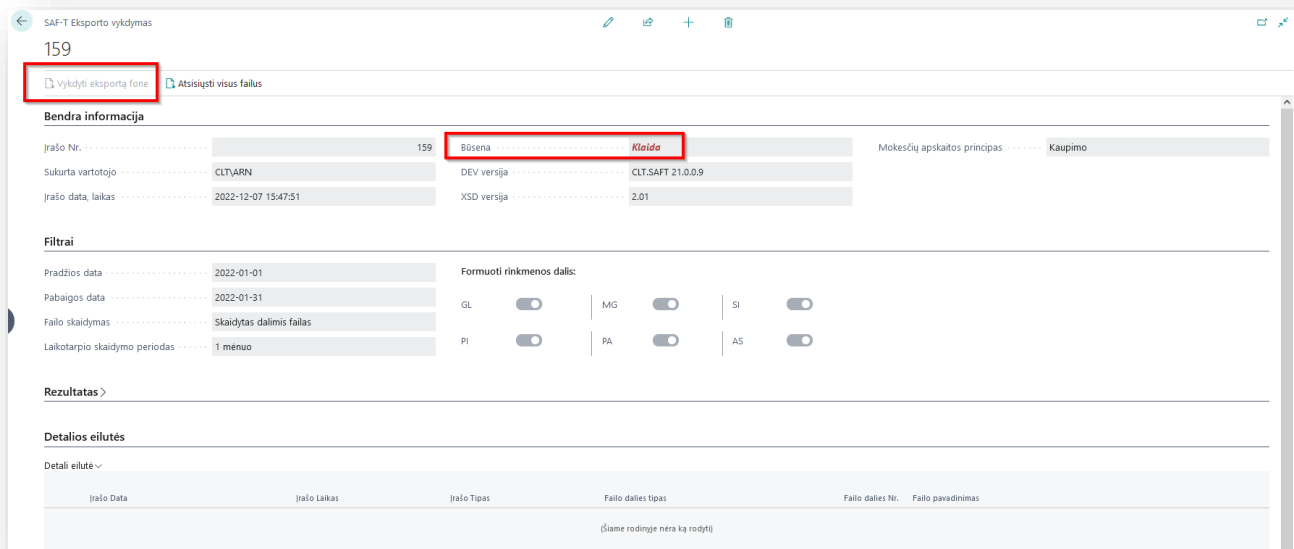 SAF-T Eksporto vykdymas
159
Vykdyti eksportą fone Atsisiųsti visus failus
Bendra informacija
Įrašo Nr. 159 Būsena Klaida Mokesčių apskaitos principas Kaupimo
Sukurta vartotojo CLT\ARN DEV versija CLT.SAFT 21.0.0.9
Įrašo data, laikas 2022-12-07 15:47:51 XSD versija 2.01
Filtrai
Pradžios data 2022-01-01 Formuoti rinkmenos dalis:
Pabaigos data 2022-01-31 GL MG SI
Failo skaidymas Skaidytas dalimis failas
Laikotarpio skaidymo periodas 1 mėnuo PI PA AS
Rezultatas
Detalios eilutės
Detali eilutė
Įrašo Data Įrašo Laikas Įrašo Tipas Failo dalies tipas Failo dalies Nr. Failo pavadinimas
(Šiame rodinyje nėra ką rodyti)